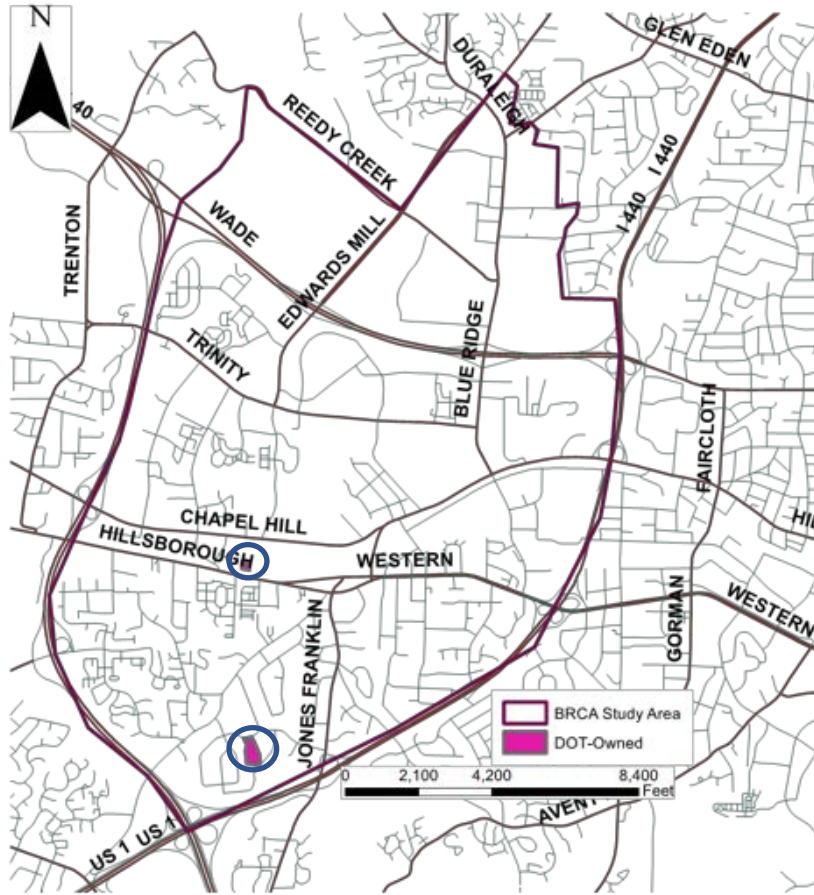 N
GLEN EDEN
DURALEIGH
40
REEDY CREEK
I 440
I 440
WADE
TRENTON
EDWARDS MILL
BLUE RIDGE
TRINITY
FAIRCLOTH
CHAPEL HILL
HILLSBOROUGH
WESTERN
HIL
JONES FRANKLIN
GORMAN
WESTERN
BRCA Study Area
DOT-Owned
0 2,100 4,200 8,400
Feet
AVENT
US 1 US 1